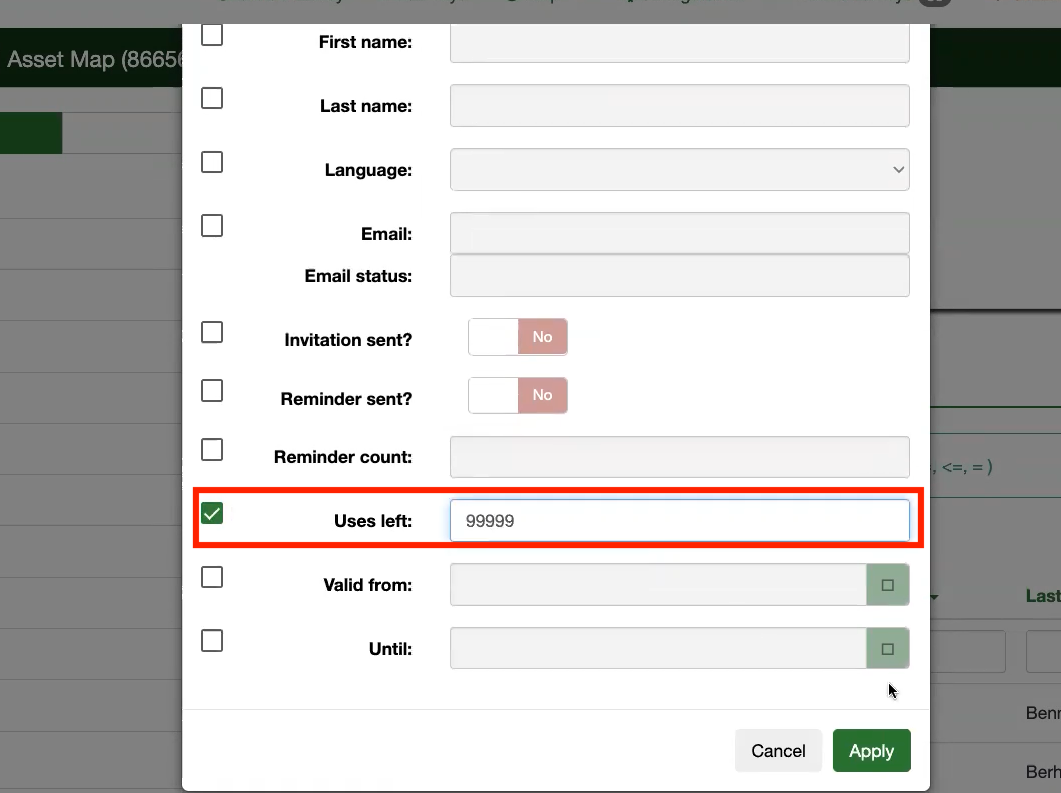 First name:
Asset Map (8665
Last name:
Language:
Email:
Email status:
Invitation sent? No
Reminder sent? No
Reminder count:
, <=, = )
Uses left: 99999
Valid from:
Last
Until:
Benr
Cancel Apply
Berh